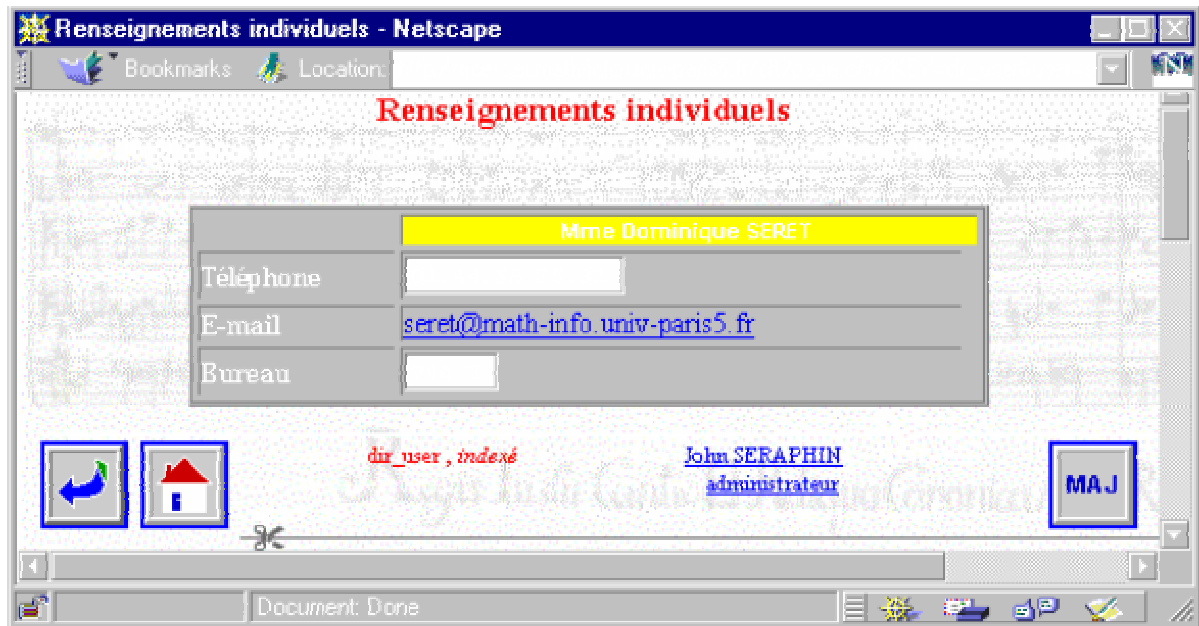 Renseignements individuels - Netscape
Bookmarks Location:
N
Renseignements individuels
Mme Dominique SERET
Téléphone
E-mail seret@math-info.univ-paris5.fr
Bureau
dir_user , indexé John SERAPHIN
administrateur
MAJ
Document: Done